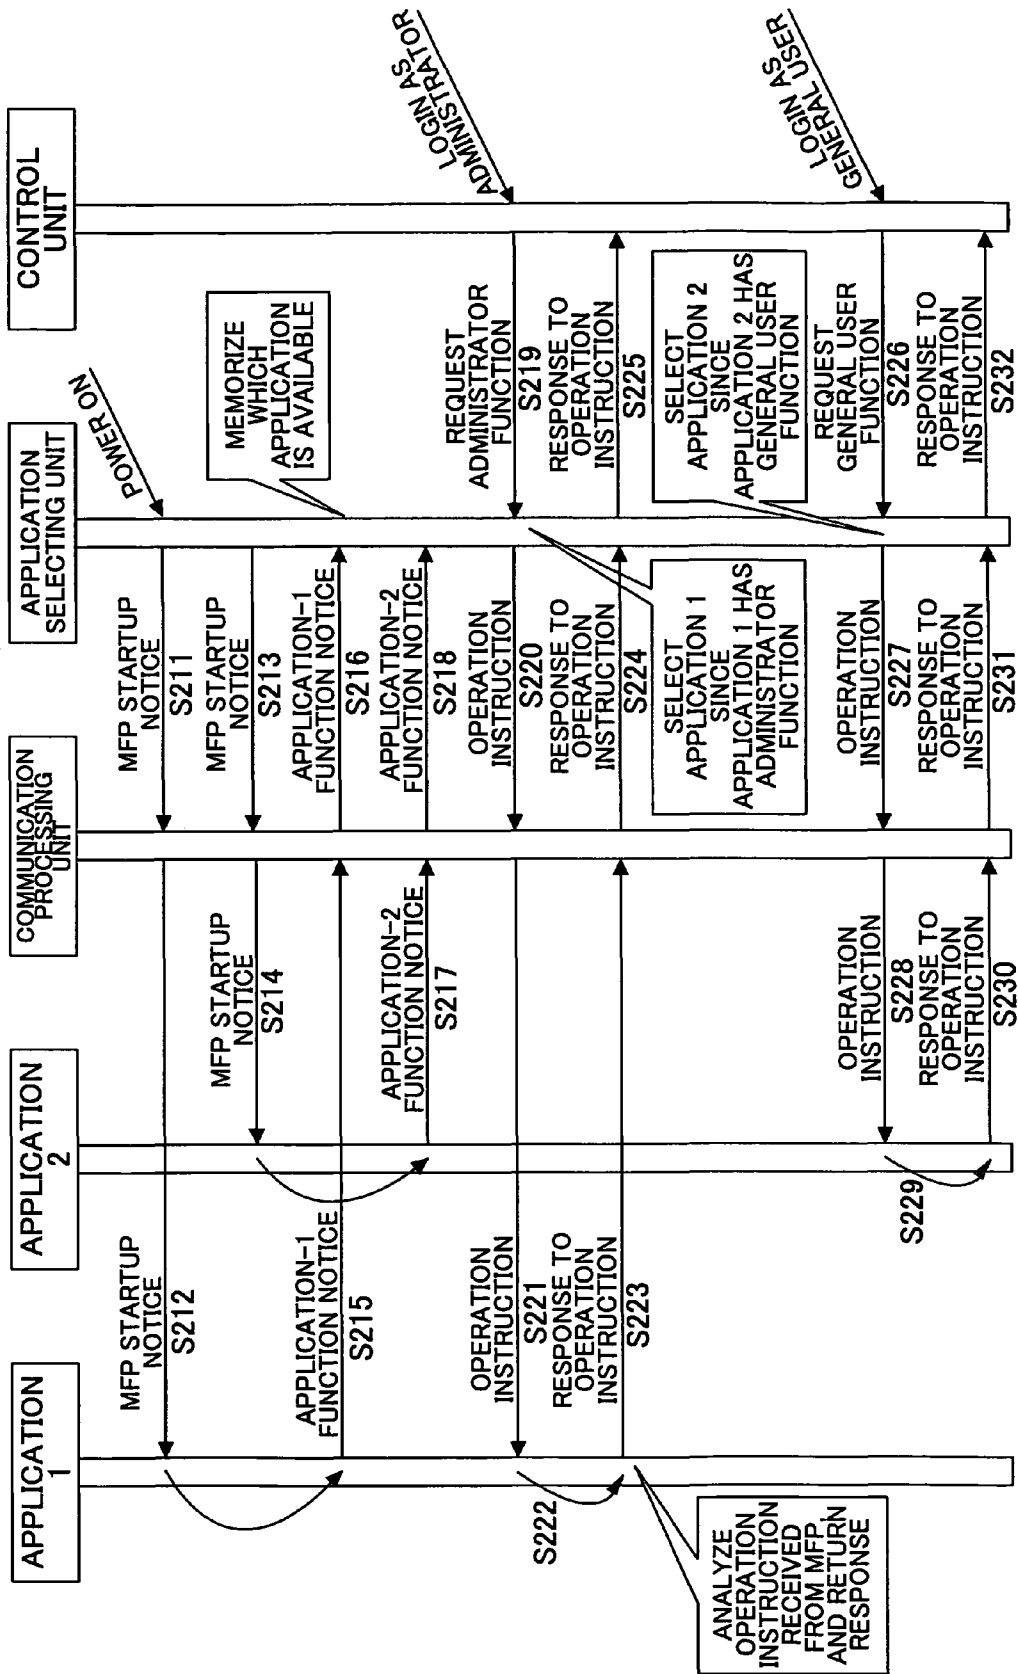 APPLICATION
1
APPLICATION
2
COMMUNICATION
PROCESSING
UNIT
APPLICATION
SELECTING UNIT
CONTROL
UNIT
POWER ON
MFP STARTUP
NOTICE
S211
MFP STARTUP
NOTICE
S212
MFP STARTUP
NOTICE
S213
MFP STARTUP
NOTICE
S214
APPLICATION-1
FUNCTION NOTICE
S215
APPLICATION-1
FUNCTION NOTICE
S216
MEMORIZE
WHICH
APPLICATION
IS AVAILABLE
APPLICATION-2
FUNCTION NOTICE
S217
APPLICATION-2
FUNCTION NOTICE
S218
LOGIN AS
ADMINISTRATOR
REQUEST
ADMINISTRATOR
FUNCTION
S219
OPERATION
INSTRUCTION
S220
OPERATION
INSTRUCTION
S221
S222
RESPONSE TO
OPERATION
INSTRUCTION
S223
RESPONSE TO
OPERATION
INSTRUCTION
S224
RESPONSE TO
OPERATION
INSTRUCTION
S225
ANALYZE
OPERATION
INSTRUCTION
RECEIVED
FROM MFP,
AND RETURN
RESPONSE
SELECT
APPLICATION 1
SINCE
APPLICATION 1 HAS
ADMINISTRATOR
FUNCTION
SELECT
APPLICATION 2
SINCE
APPLICATION 2 HAS
GENERAL USER
FUNCTION
LOGIN AS
GENERAL USER
REQUEST
GENERAL USER
FUNCTION
S226
OPERATION
INSTRUCTION
S227
OPERATION
INSTRUCTION
S228
S229
RESPONSE TO
OPERATION
INSTRUCTION
S230
RESPONSE TO
OPERATION
INSTRUCTION
S231
RESPONSE TO
OPERATION
INSTRUCTION
S232